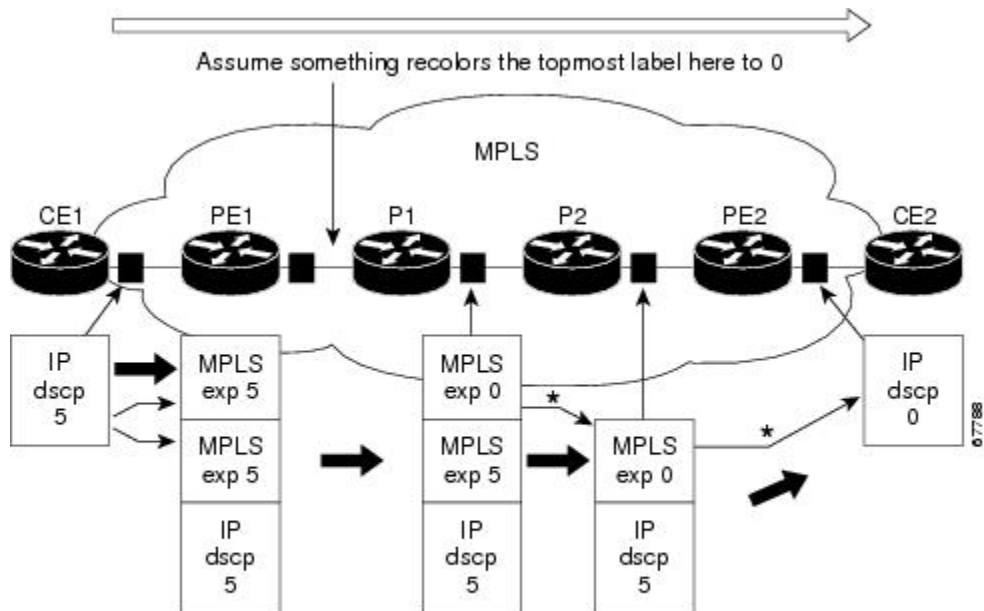 Assume something recolors the topmost label here to 0
MPLS
CE1
PE1
P1
P2
PE2
CE2
IP
dscp
5
MPLS
exp 5
MPLS
exp 5
IP
dscp
5
MPLS
exp 0
MPLS
exp 5
IP
dscp
5
*
MPLS
exp 0
IP
dscp
5
*
IP
dscp
0
67788